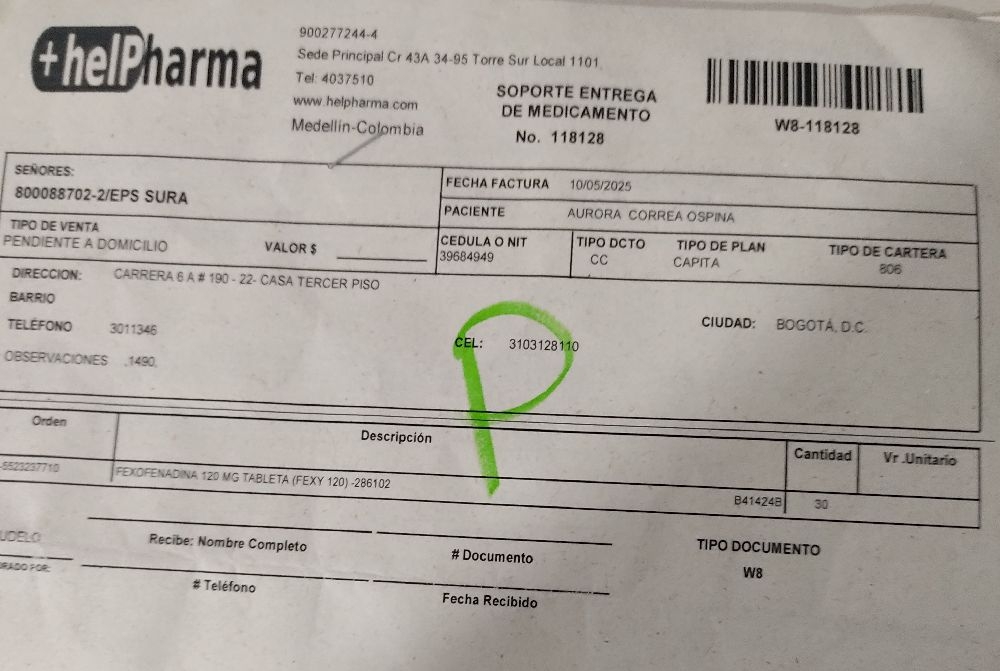 +helPharma
900277244-4
Sede Principal Cr 43A 34-95 Torre Sur Local 1101
Tel: 4037510
www.helpharma.com
Medellin-Colombia
SOPORTE ENTREGA
DE MEDICAMENTO
No. 118128
W8-118128
SEÑORES:
800088702-2/EPS SURA
FECHA FACTURA 10/05/2025
PACIENTE AURORA CORREA OSPINA
TIPO DE VENTA
PENDIENTE A DOMICILIO VALOR $
CEDULA O NIT
39684949
TIPO DCTO
CC
TIPO DE PLAN
CAPITA
TIPO DE CARTERA
806
DIRECCION: CARRERA 6 A # 190 - 22- CASA TERCER PISO
BARRIO
TELÉFONO 3011346
CEL: 3103128110
CIUDAD: BOGOTÁ, D.C.
OBSERVACIONES .1490.
P
Orden Descripción Cantidad Vr .Unitario
-5523237710 FEXOFENADINA 120 MG TABLETA (FEXY 120) -286102 B41424B 30
UDELO
Recibe: Nombre Completo # Documento
TIPO DOCUMENTO
W8
RADO POR:
# Teléfono Fecha Recibido